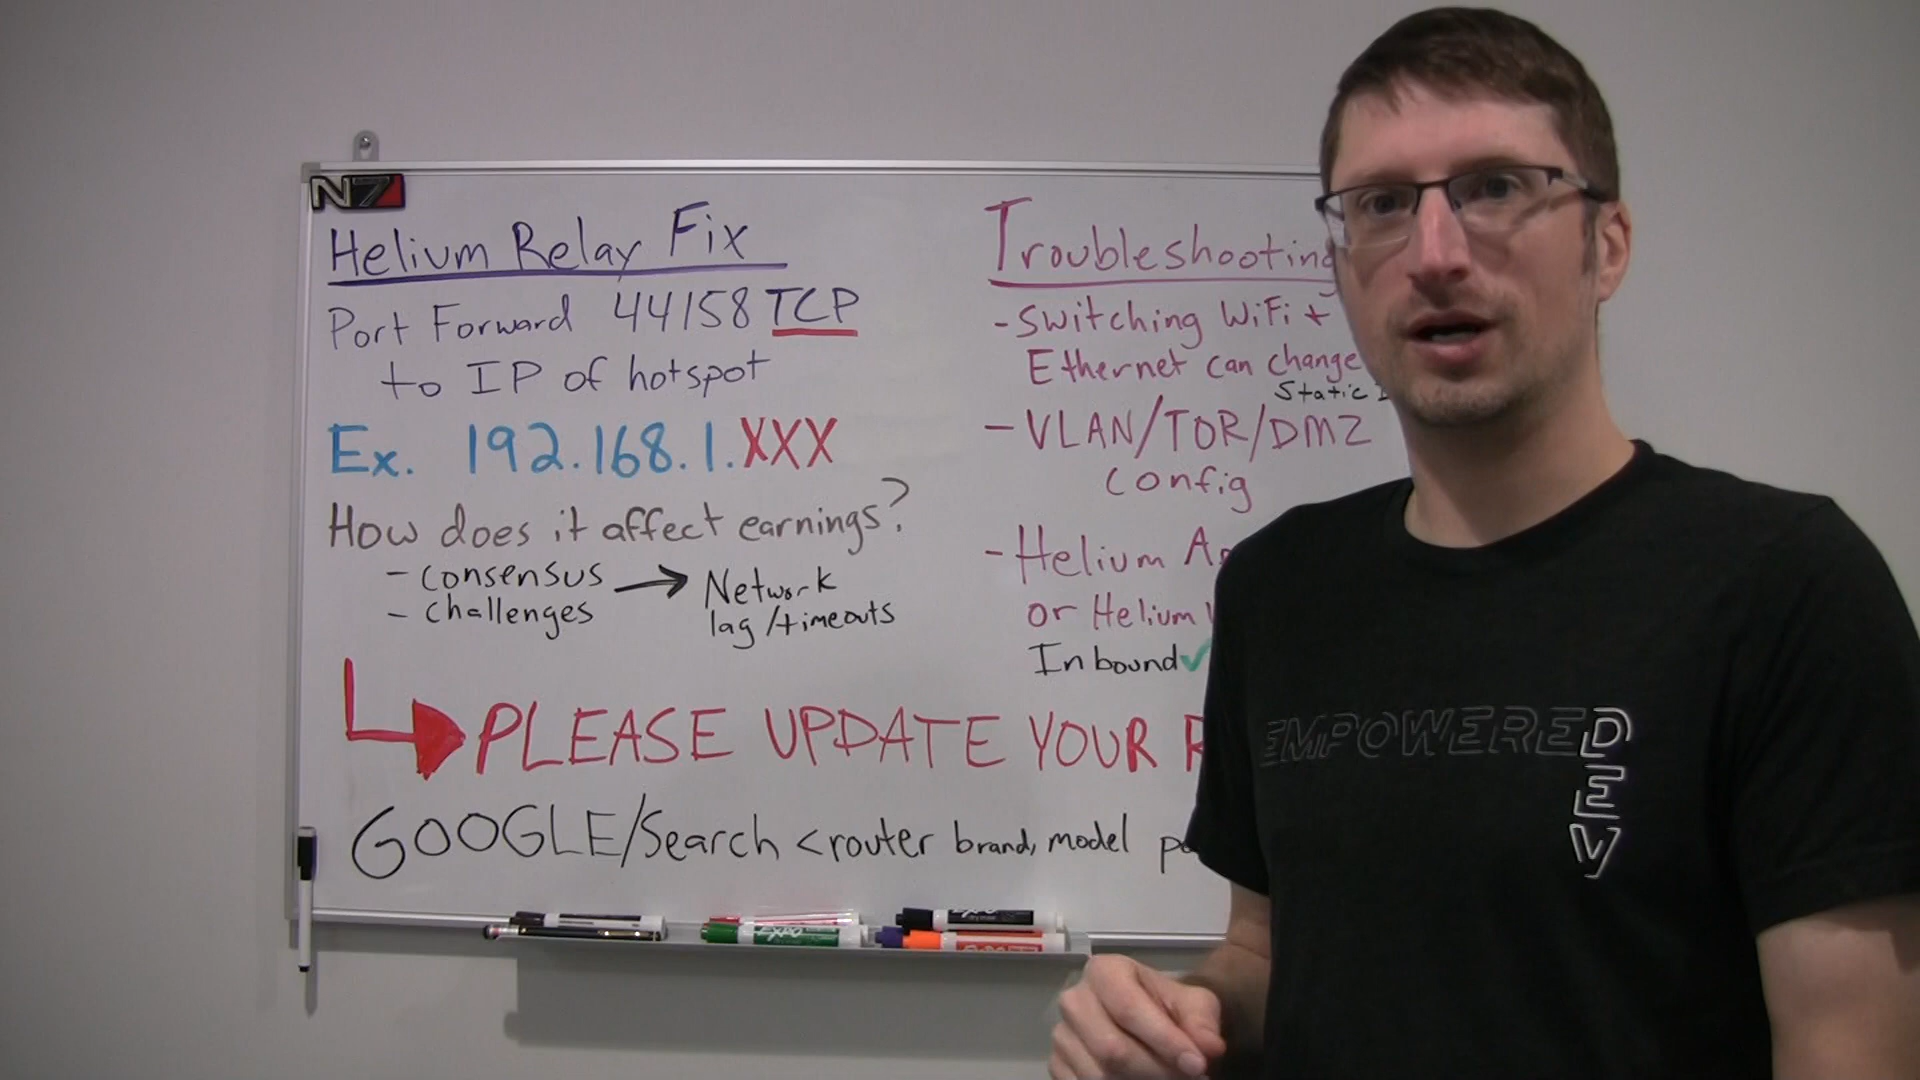 N7
Helium Relay Fix
Port Forward 44158 TCP
to IP of hotspot
Ex. 192.168.1.XXX
How does it affect earnings?
- consensus
- challenges
→ Network
lag/timeouts
PLEASE UPDATE YOUR
GOOGLE/Search <router brand, model
Troubleshooting
- Switching WiFi +
Ethernet can change
Static
- VLAN/TOR/DMZ
Config
- Helium
or Helium
Inbound ✓
EMPOWERED
DEV
EXPO